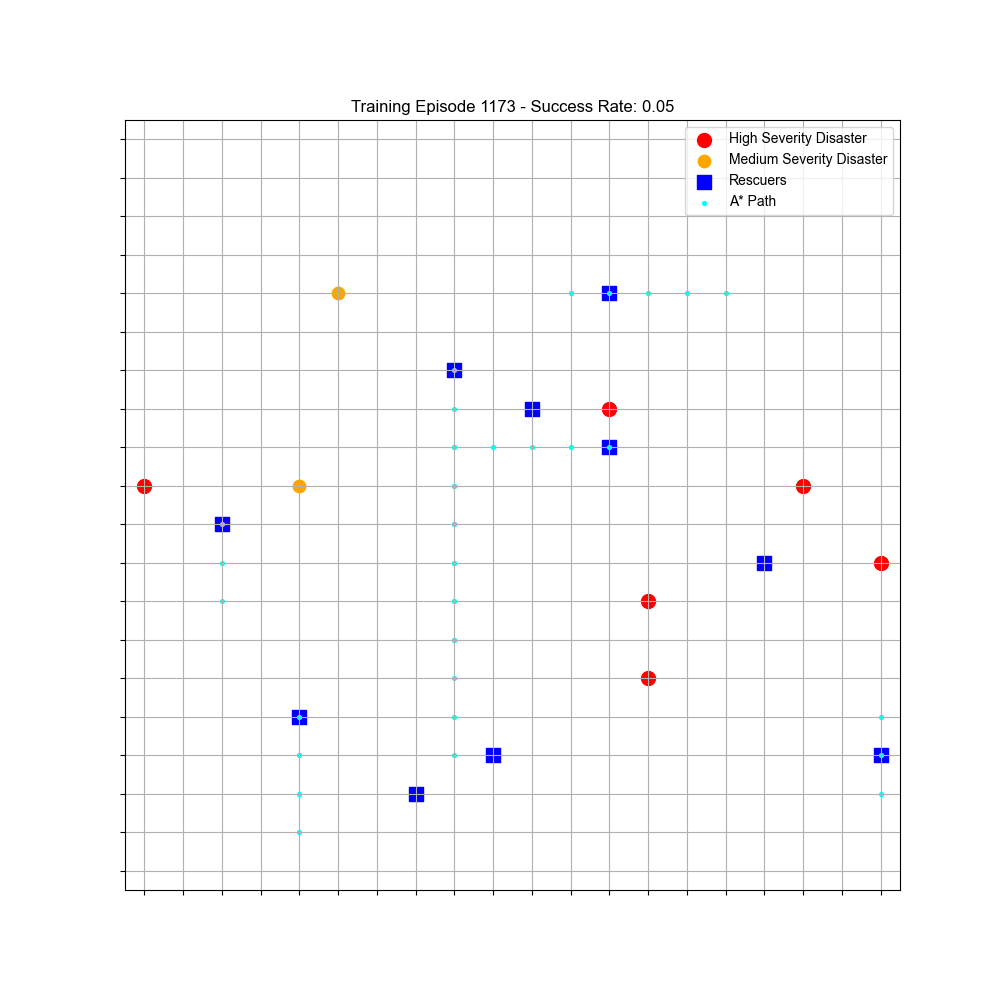 Training Episode 1173 - Success Rate: 0.05
High Severity Disaster
Medium Severity Disaster
Rescuers
A* Path